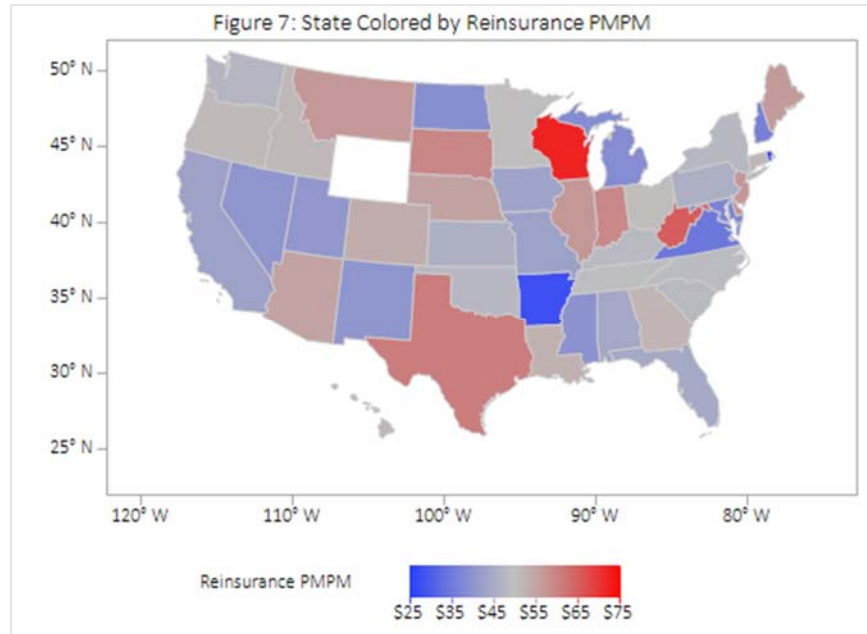 Figure 7: State Colored by Reinsurance PMPM
50° N
45° N
40° N
35° N
30° N
25° N
120° W 110° W 100° W 90° W 80° W
Reinsurance PMPM
$25 $35 $45 $55 $65 $75